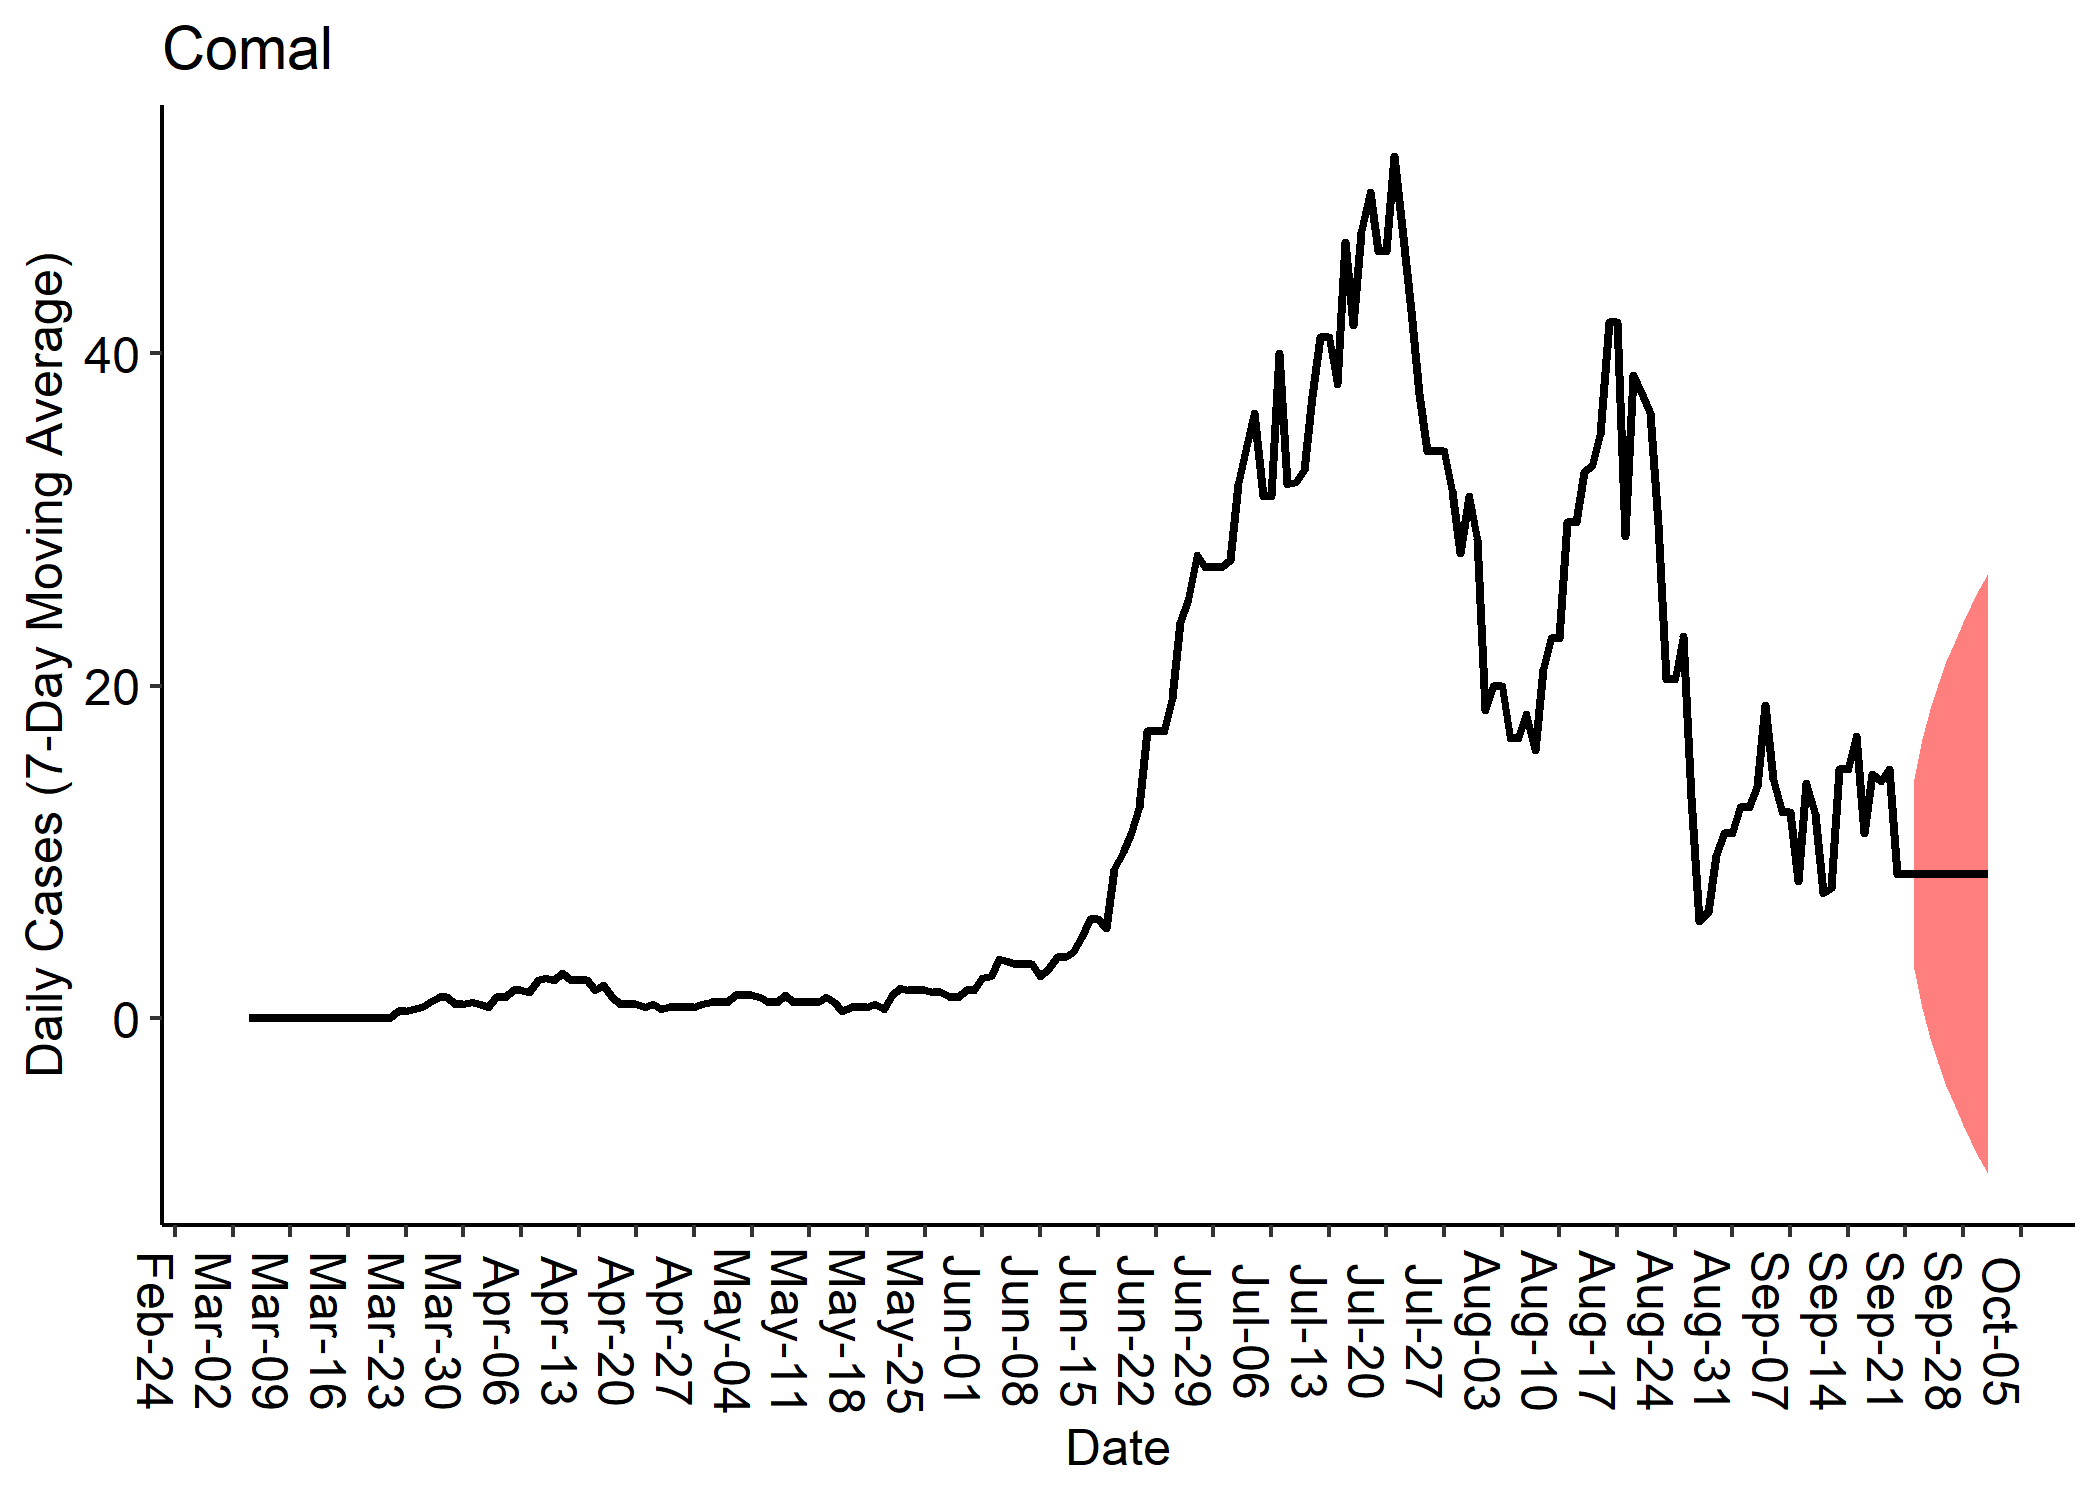 Comal
Daily Cases (7-Day Moving Average)
40
20
0
Feb-24
Mar-02
Mar-09
Mar-16
Mar-23
Mar-30
Apr-06
Apr-13
Apr-20
Apr-27
May-04
May-11
May-18
May-25
Jun-01
Jun-08
Jun-15
Jun-22
Jun-29
Jul-06
Jul-13
Jul-20
Jul-27
Aug-03
Aug-10
Aug-17
Aug-24
Aug-31
Sep-07
Sep-14
Sep-21
Sep-28
Oct-05
Date